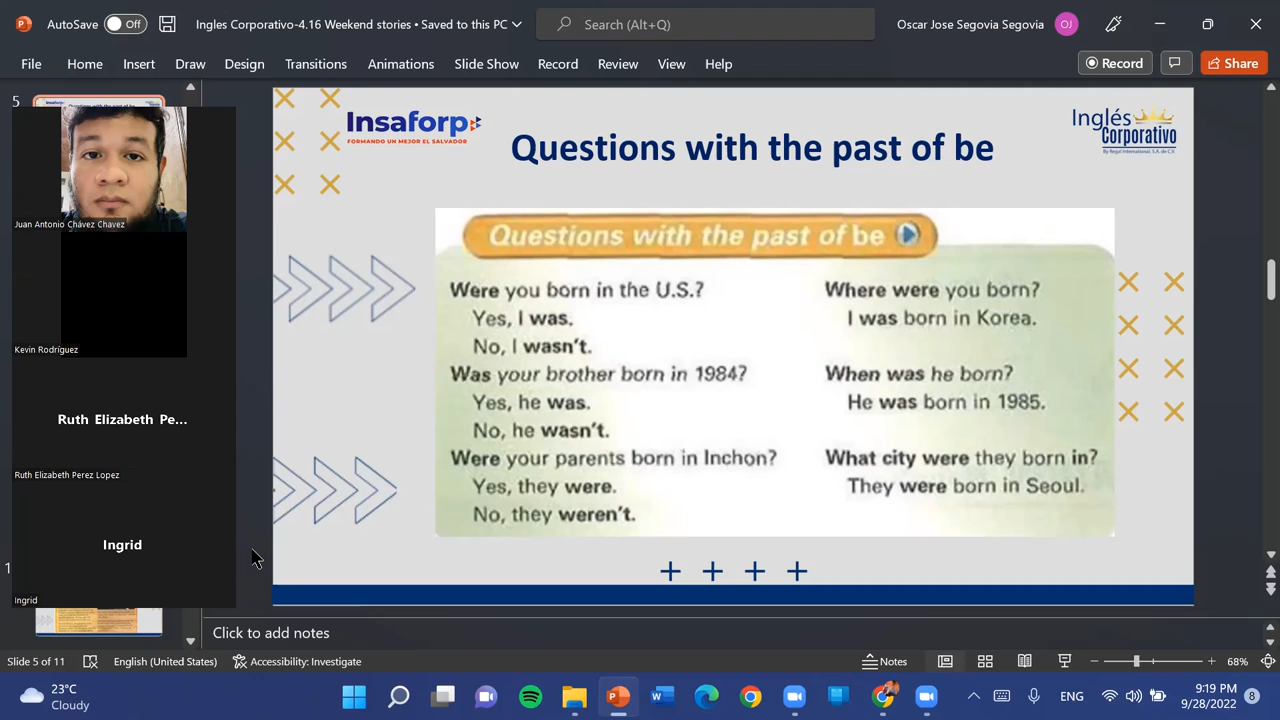 AutoSave Off Ingles Corporativo-4.16 Weekend stories • Saved to this PC Search (Alt+Q) Oscar Jose Segovia Segovia OJ
File Home Insert Draw Design Transitions Animations Slide Show Record Review View Help Record Share
5
Juan Antonio Chávez Chavez
Kevin Rodríguez
Ruth Elizabeth Pe...
Ruth Elizabeth Perez Lopez
Ingrid
Ingrid
Insaforp
FORMANDO UN MEJOR EL SALVADOR
Questions with the past of be
Inglés
Corporativo
By Regal International, S.A. de C.V.
Questions with the past of be
Were you born in the U.S.?
Yes, I was.
No, I wasn't.
Was your brother born in 1984?
Yes, he was.
No, he wasn't.
Were your parents born in Inchon?
Yes, they were.
No, they weren't.
Where were you born?
I was born in Korea.
When was he born?
He was born in 1985.
What city were they born in?
They were born in Seoul.
+ + + +
Click to add notes
Slide 5 of 11 English (United States) Accessibility: Investigate Notes 68%
23°C
Cloudy
ENG
9:19 PM
9/28/2022
8